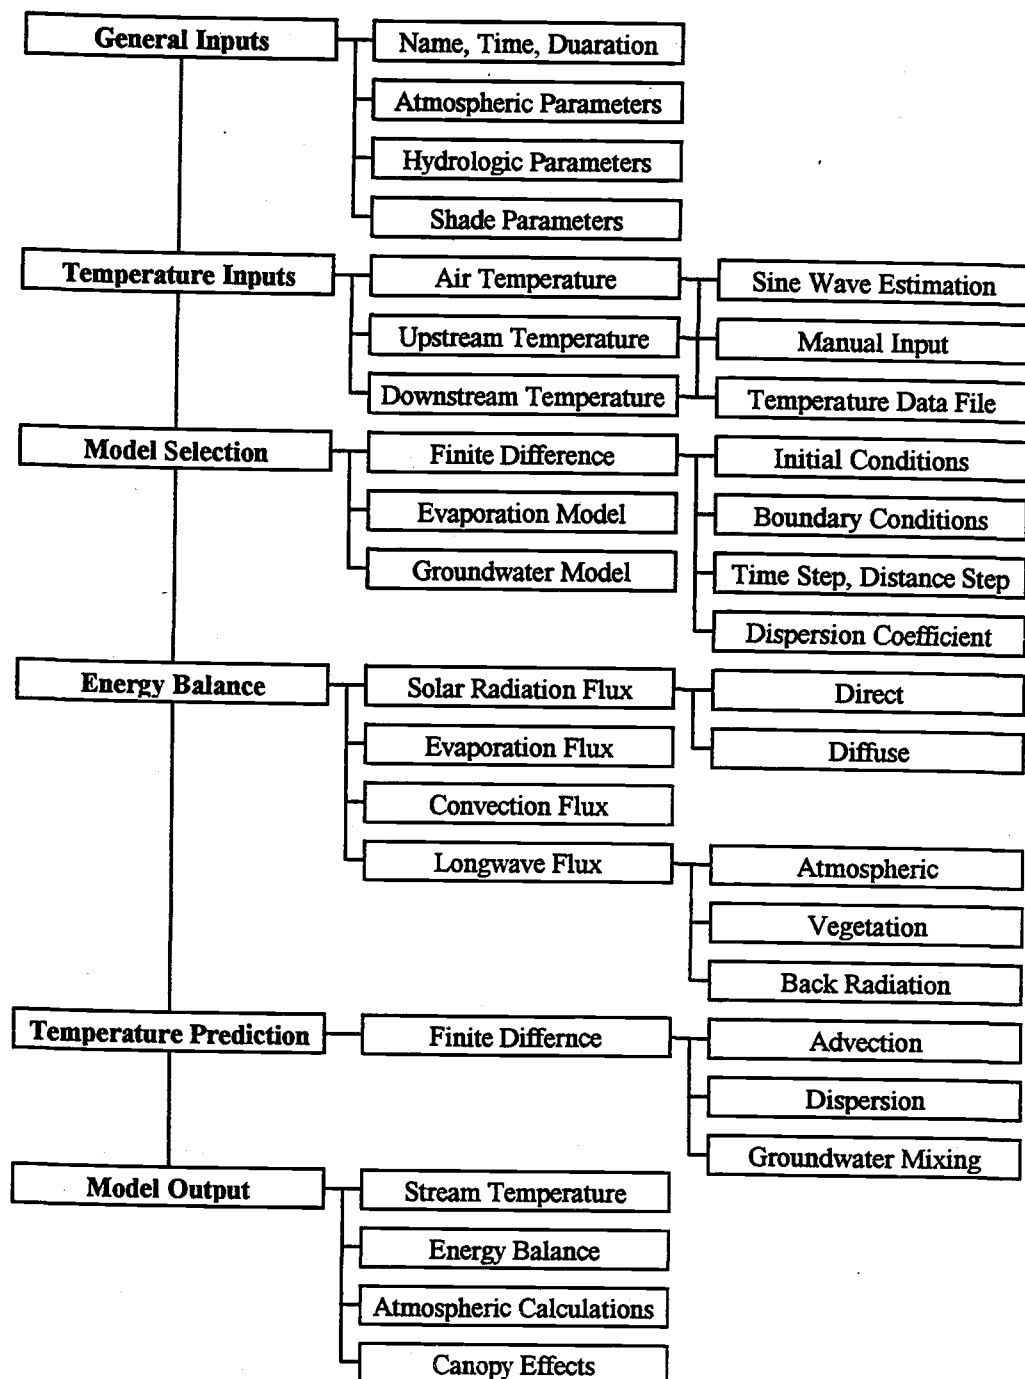 General Inputs
Name, Time, Duaration
Atmospheric Parameters
Hydrologic Parameters
Shade Parameters
Temperature Inputs
Air Temperature
Sine Wave Estimation
Upstream Temperature
Manual Input
Downstream Temperature
Temperature Data File
Model Selection
Finite Difference
Initial Conditions
Evaporation Model
Boundary Conditions
Groundwater Model
Time Step, Distance Step
Dispersion Coefficient
Energy Balance
Solar Radiation Flux
Direct
Evaporation Flux
Diffuse
Convection Flux
Longwave Flux
Atmospheric
Vegetation
Back Radiation
Temperature Prediction
Finite Differnce
Advection
Dispersion
Groundwater Mixing
Model Output
Stream Temperature
Energy Balance
Atmospheric Calculations
Canopy Effects